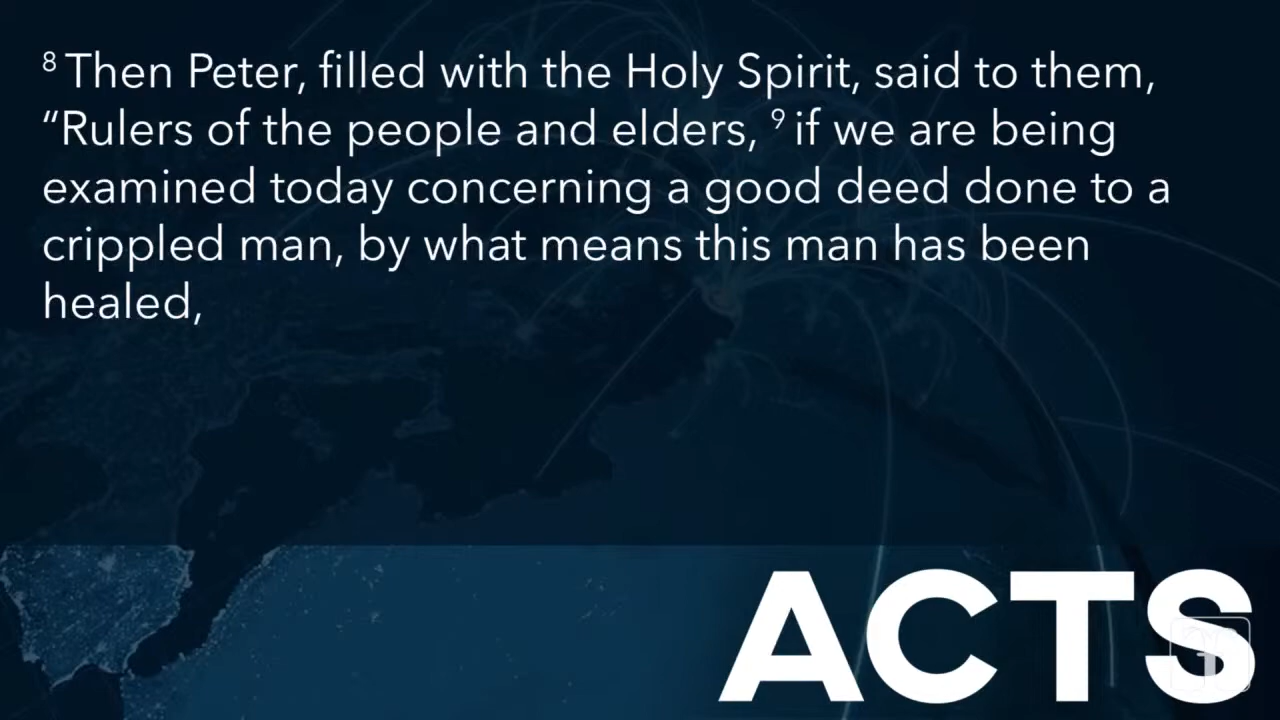 ⁸ Then Peter, filled with the Holy Spirit, said to them,
“Rulers of the people and elders, ⁹ if we are being
examined today concerning a good deed done to a
crippled man, by what means this man has been
healed,
ACTS